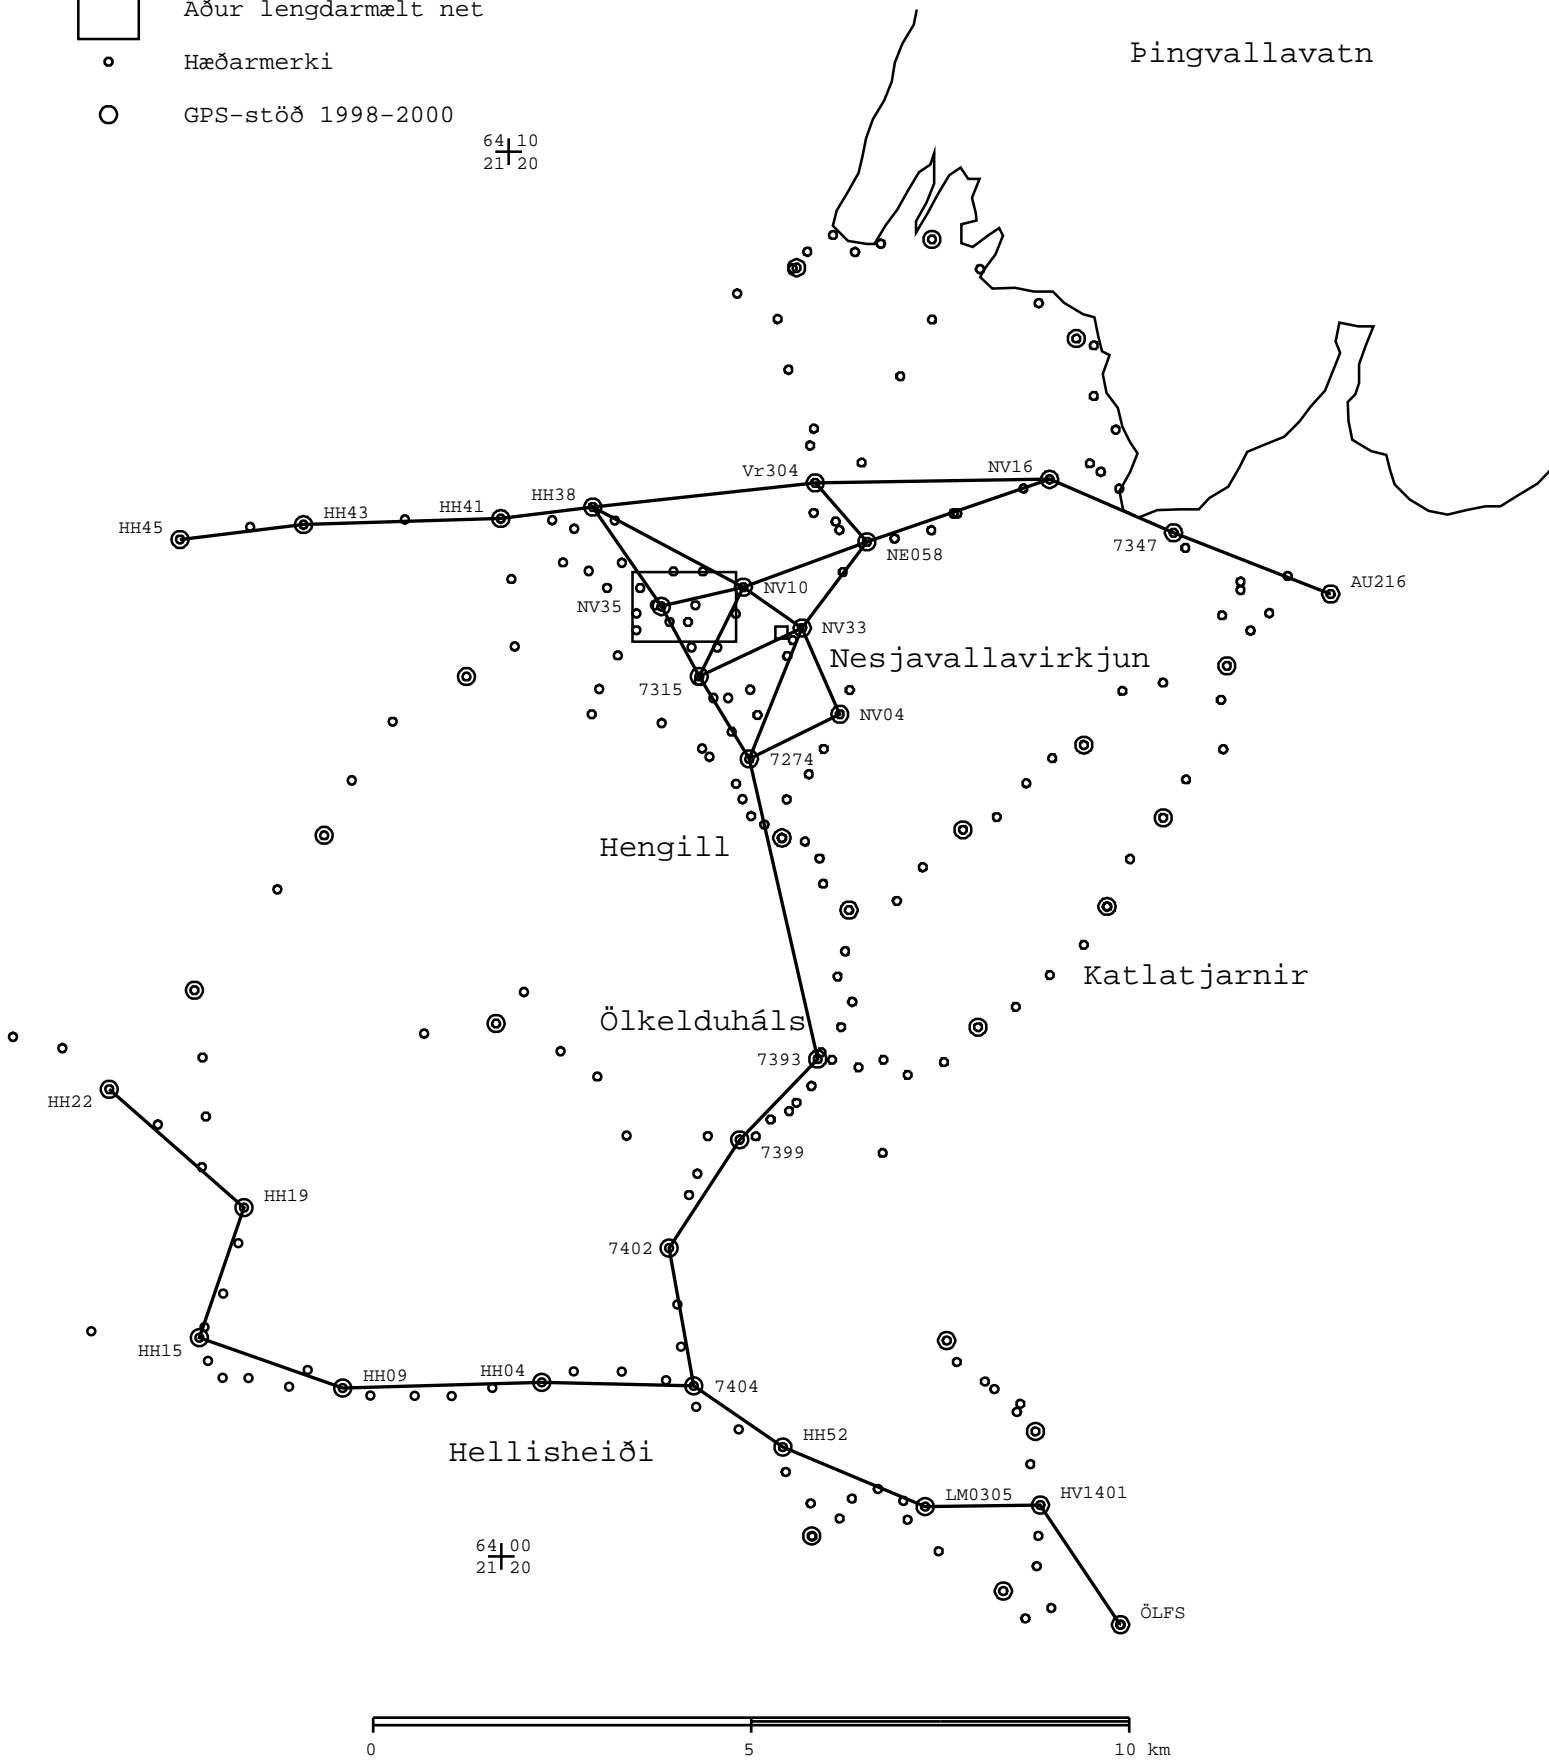 Áður lengdarmælt net
Hæðarmerki
GPS-stöð 1998-2000
Þingvallavatn
64 10
21 20
Vr304
NV16
HH38
HH41
HH43
HH45
NE058
7347
AU216
NV10
NV35
NV33
Nesjavallavirkjun
7315
NV04
7274
Hengill
Katlatjarnir
Ölkelduháls
7393
HH22
7399
HH19
7402
HH15
HH09
HH04
7404
HH52
Hellisheiði
LM0305
HV1401
64 00
21 20
ÖLFS
0
5
10 km